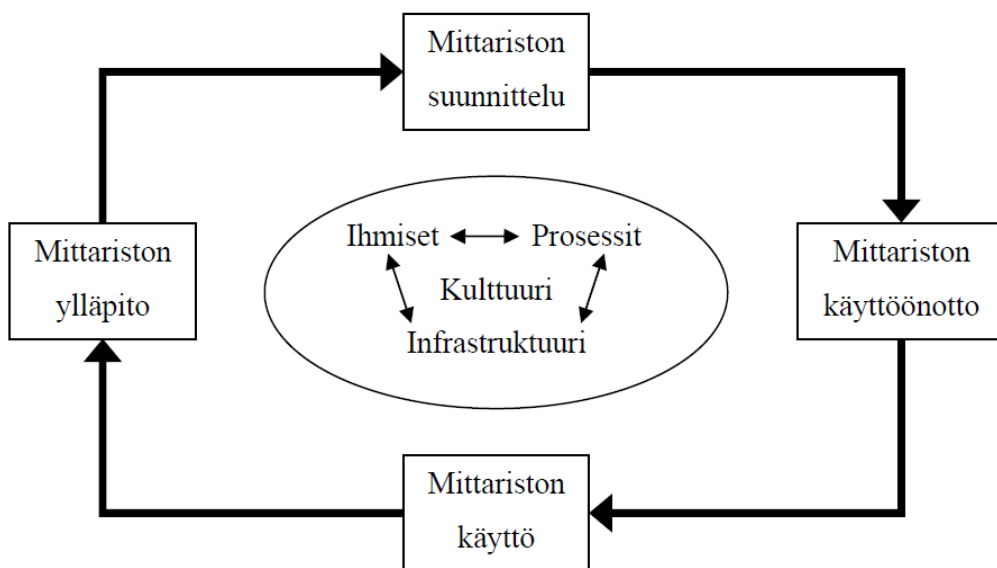 Mittariston
suunnittelu
Mittariston
ylläpito
Ihmiset
Prosessit
Kulttuuri
Infrastruktuuri
Mittariston
käyttöönotto
Mittariston
käyttö